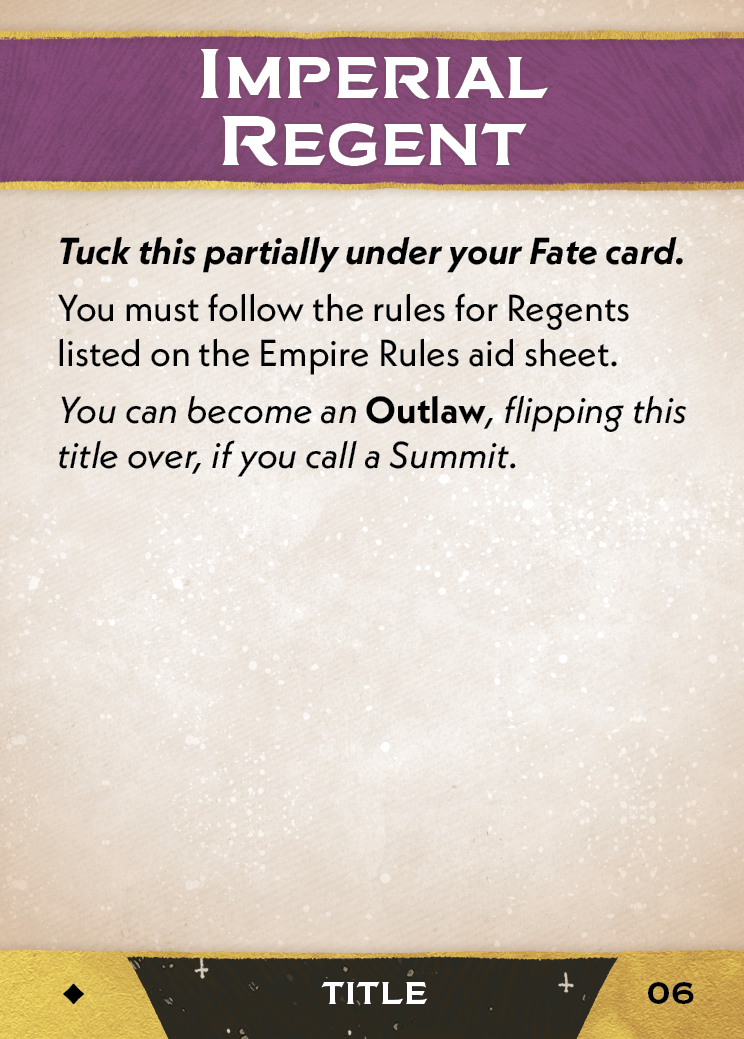 IMPERIAL
REGENT
Tuck this partially under your Fate card.
You must follow the rules for Regents
listed on the Empire Rules aid sheet.
You can become an Outlaw, flipping this
title over, if you call a Summit.
TITLE
06